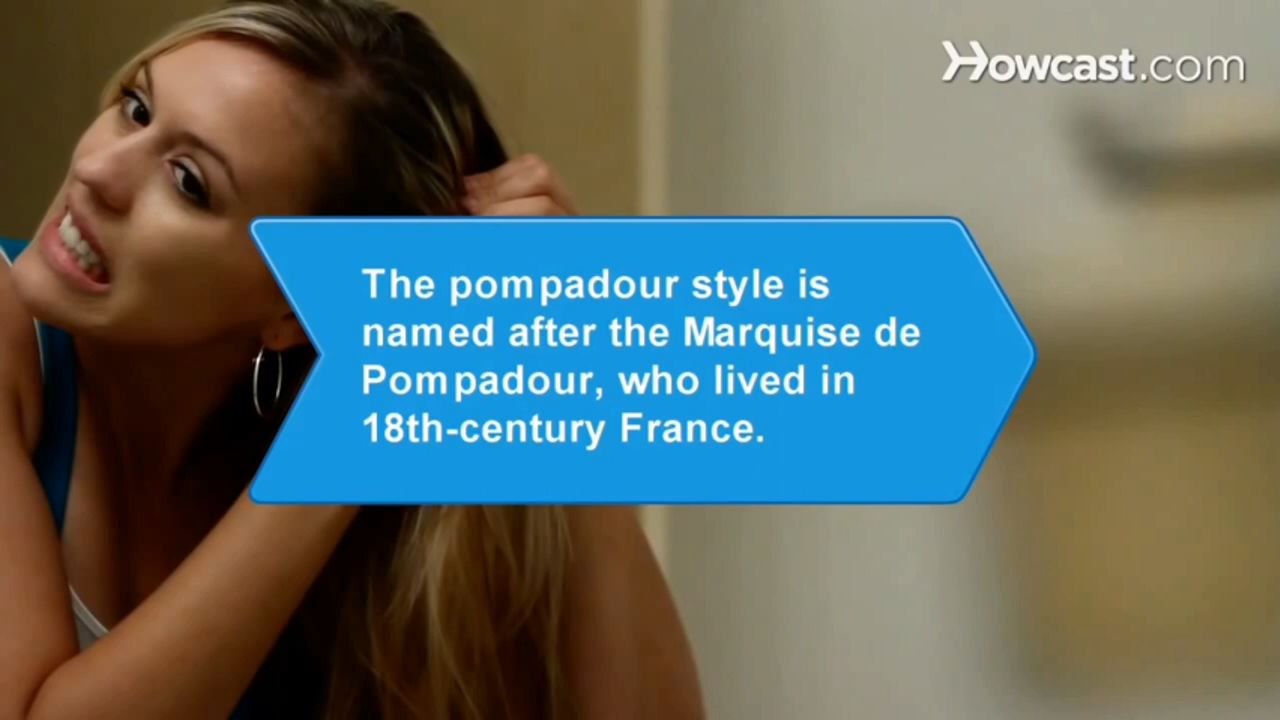 Howcast.com
The pompadour style is
named after the Marquise de
Pompadour, who lived in
18th-century France.